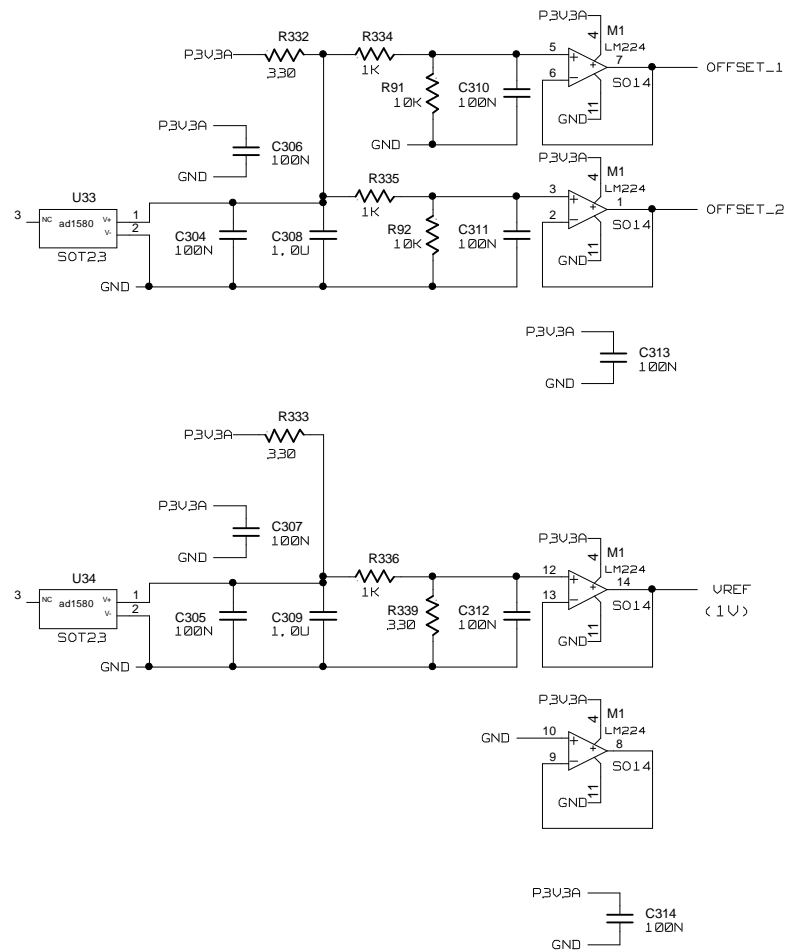 P3V3A
R332
330
R334
1K
R91
10K
C310
100N
GND
P3V3A
4
M1
LM224
5
6
7
SO14
GND
11
OFFSET_1
P3V3A
GND
C306
100N
U33
3
NC
ad1580
V+
V-
1
2
SOT23
C304
100N
C308
1.0U
R335
1K
R92
10K
C311
100N
P3V3A
4
M1
LM224
3
2
1
SO14
GND
11
OFFSET_2
GND
P3V3A
C313
100N
GND
R333
P3V3A
330
P3V3A
C307
100N
GND
U34
3
NC
ad1580
V+
V-
1
2
SOT23
C305
100N
C309
1.0U
R336
1K
R339
330
C312
100N
P3V3A
4
M1
LM224
12
13
14
SO14
GND
11
VREF
(1V)
GND
P3V3A
4
M1
LM224
GND
10
9
8
SO14
GND
11
P3V3A
C314
100N
GND